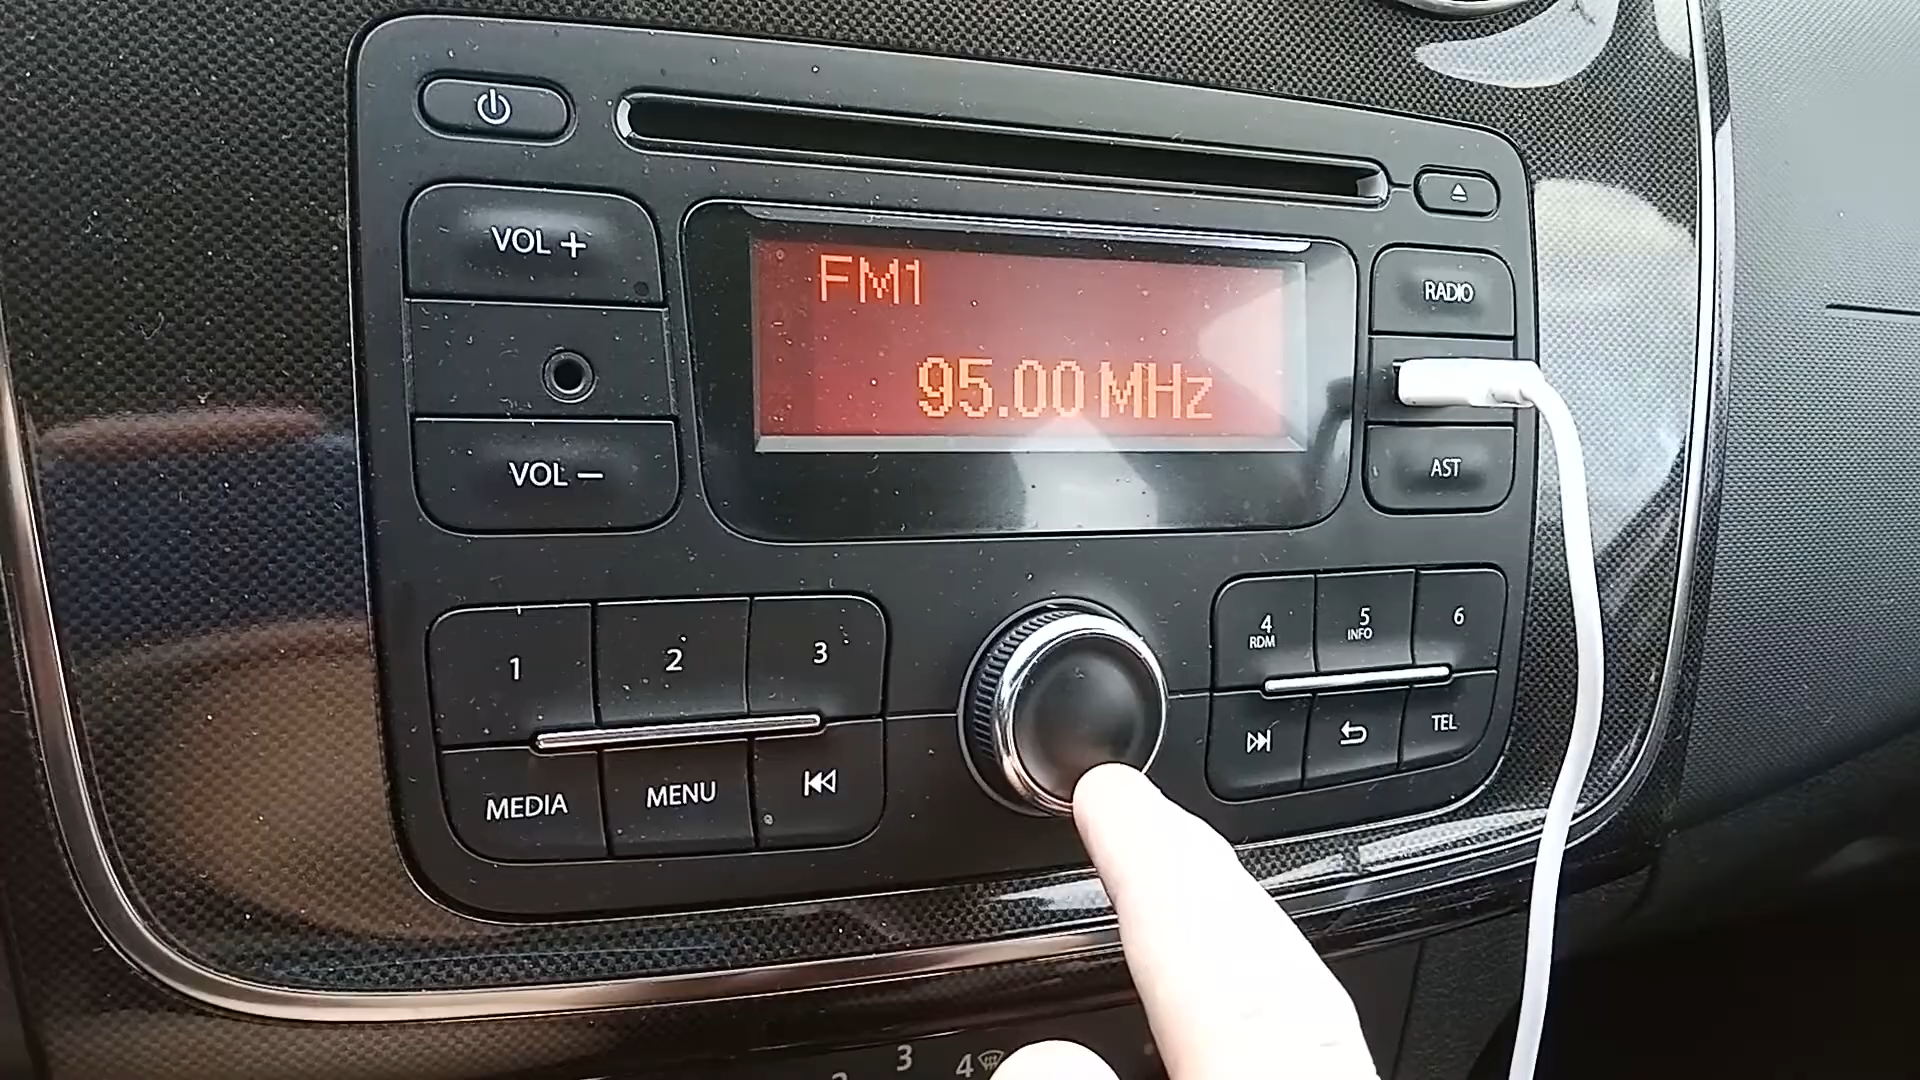 VOL +
FM1
RADIO
95.00 MHz
VOL −
AST
1
2
3
4
RDM
5
INFO
6
MEDIA
MENU
TEL
3
4